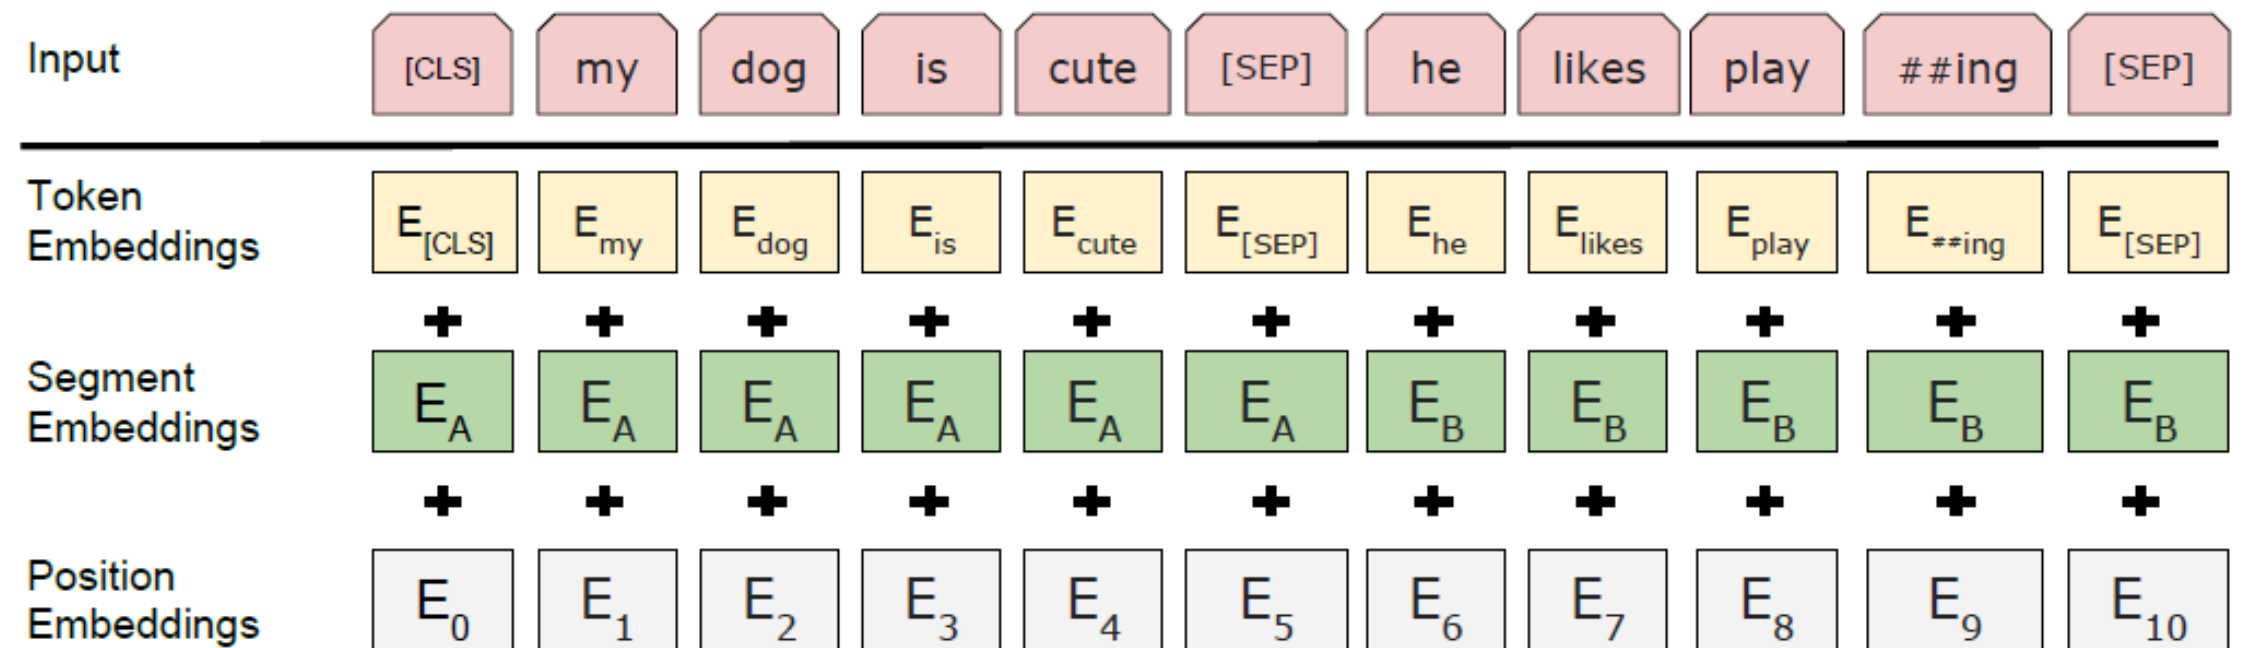 Input [CLS] my dog is cute [SEP] he likes play ##ing [SEP]
Token Embeddings E[CLS] Emy Edog Eis Ecute E[SEP] Ehe Elikes Eplay E##ing E[SEP]
+ + + + + + + + + + +
Segment Embeddings EA EA EA EA EA EA EB EB EB EB EB
+ + + + + + + + + + +
Position Embeddings E0 E1 E2 E3 E4 E5 E6 E7 E8 E9 E10